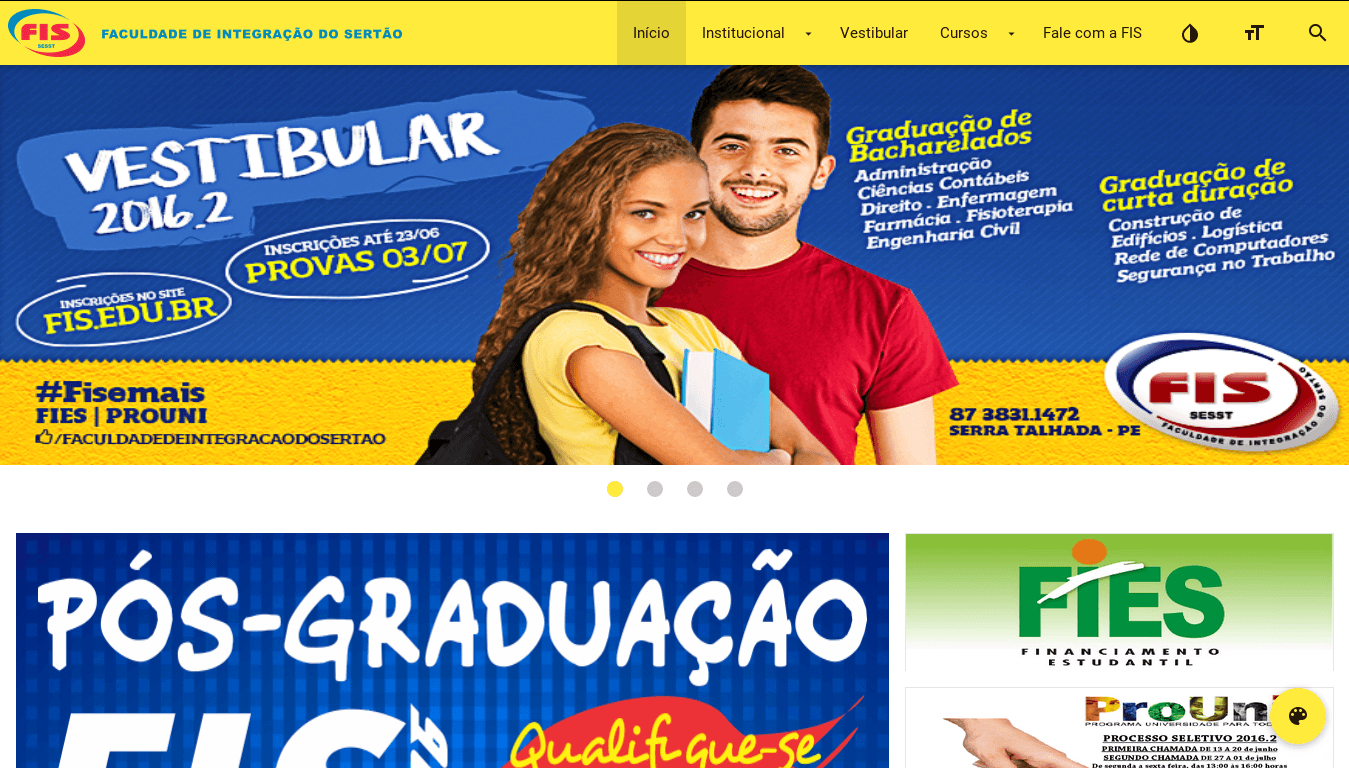 FIS
SESST
FACULDADE DE INTEGRAÇÃO DO SERTÃO
Início
Institucional
Vestibular
Cursos
Fale com a FIS
VESTIBULAR
2016.2
INSCRIÇÕES ATÉ 23/06
PROVAS 03/07
INSCRIÇÕES NO SITE
FIS.EDU.BR
#Fisemais
FIES | PROUNI
/FACULDADEDEINTEGRACAODOSERTAO
Graduação de
Bacharelados
Administração
Ciências Contábeis
Direito . Enfermagem
Farmácia . Fisioterapia
Engenharia Civil
Graduação de
curta duração
Construção de
Edifícios . Logística
Rede de Computadores
Segurança no Trabalho
87 3831.1472
SERRA TALHADA - PE
FIS
SESST
FACULDADE DE INTEGRAÇÃO DO SERTÃO
PÓS-GRADUAÇÃO
FIS
Qualifique-se
FIES
FINANCIAMENTO
ESTUDANTIL
ProUni
PROGRAMA UNIVERSIDADE PARA
PROCESSO SELETIVO 2016.2
PRIMEIRA CHAMADA DE 13 A 20 de junho
SEGUNDO CHAMADA DE 27 A 01 de julho
De segunda a sexta feira, das 13:00 às 16:00 horas